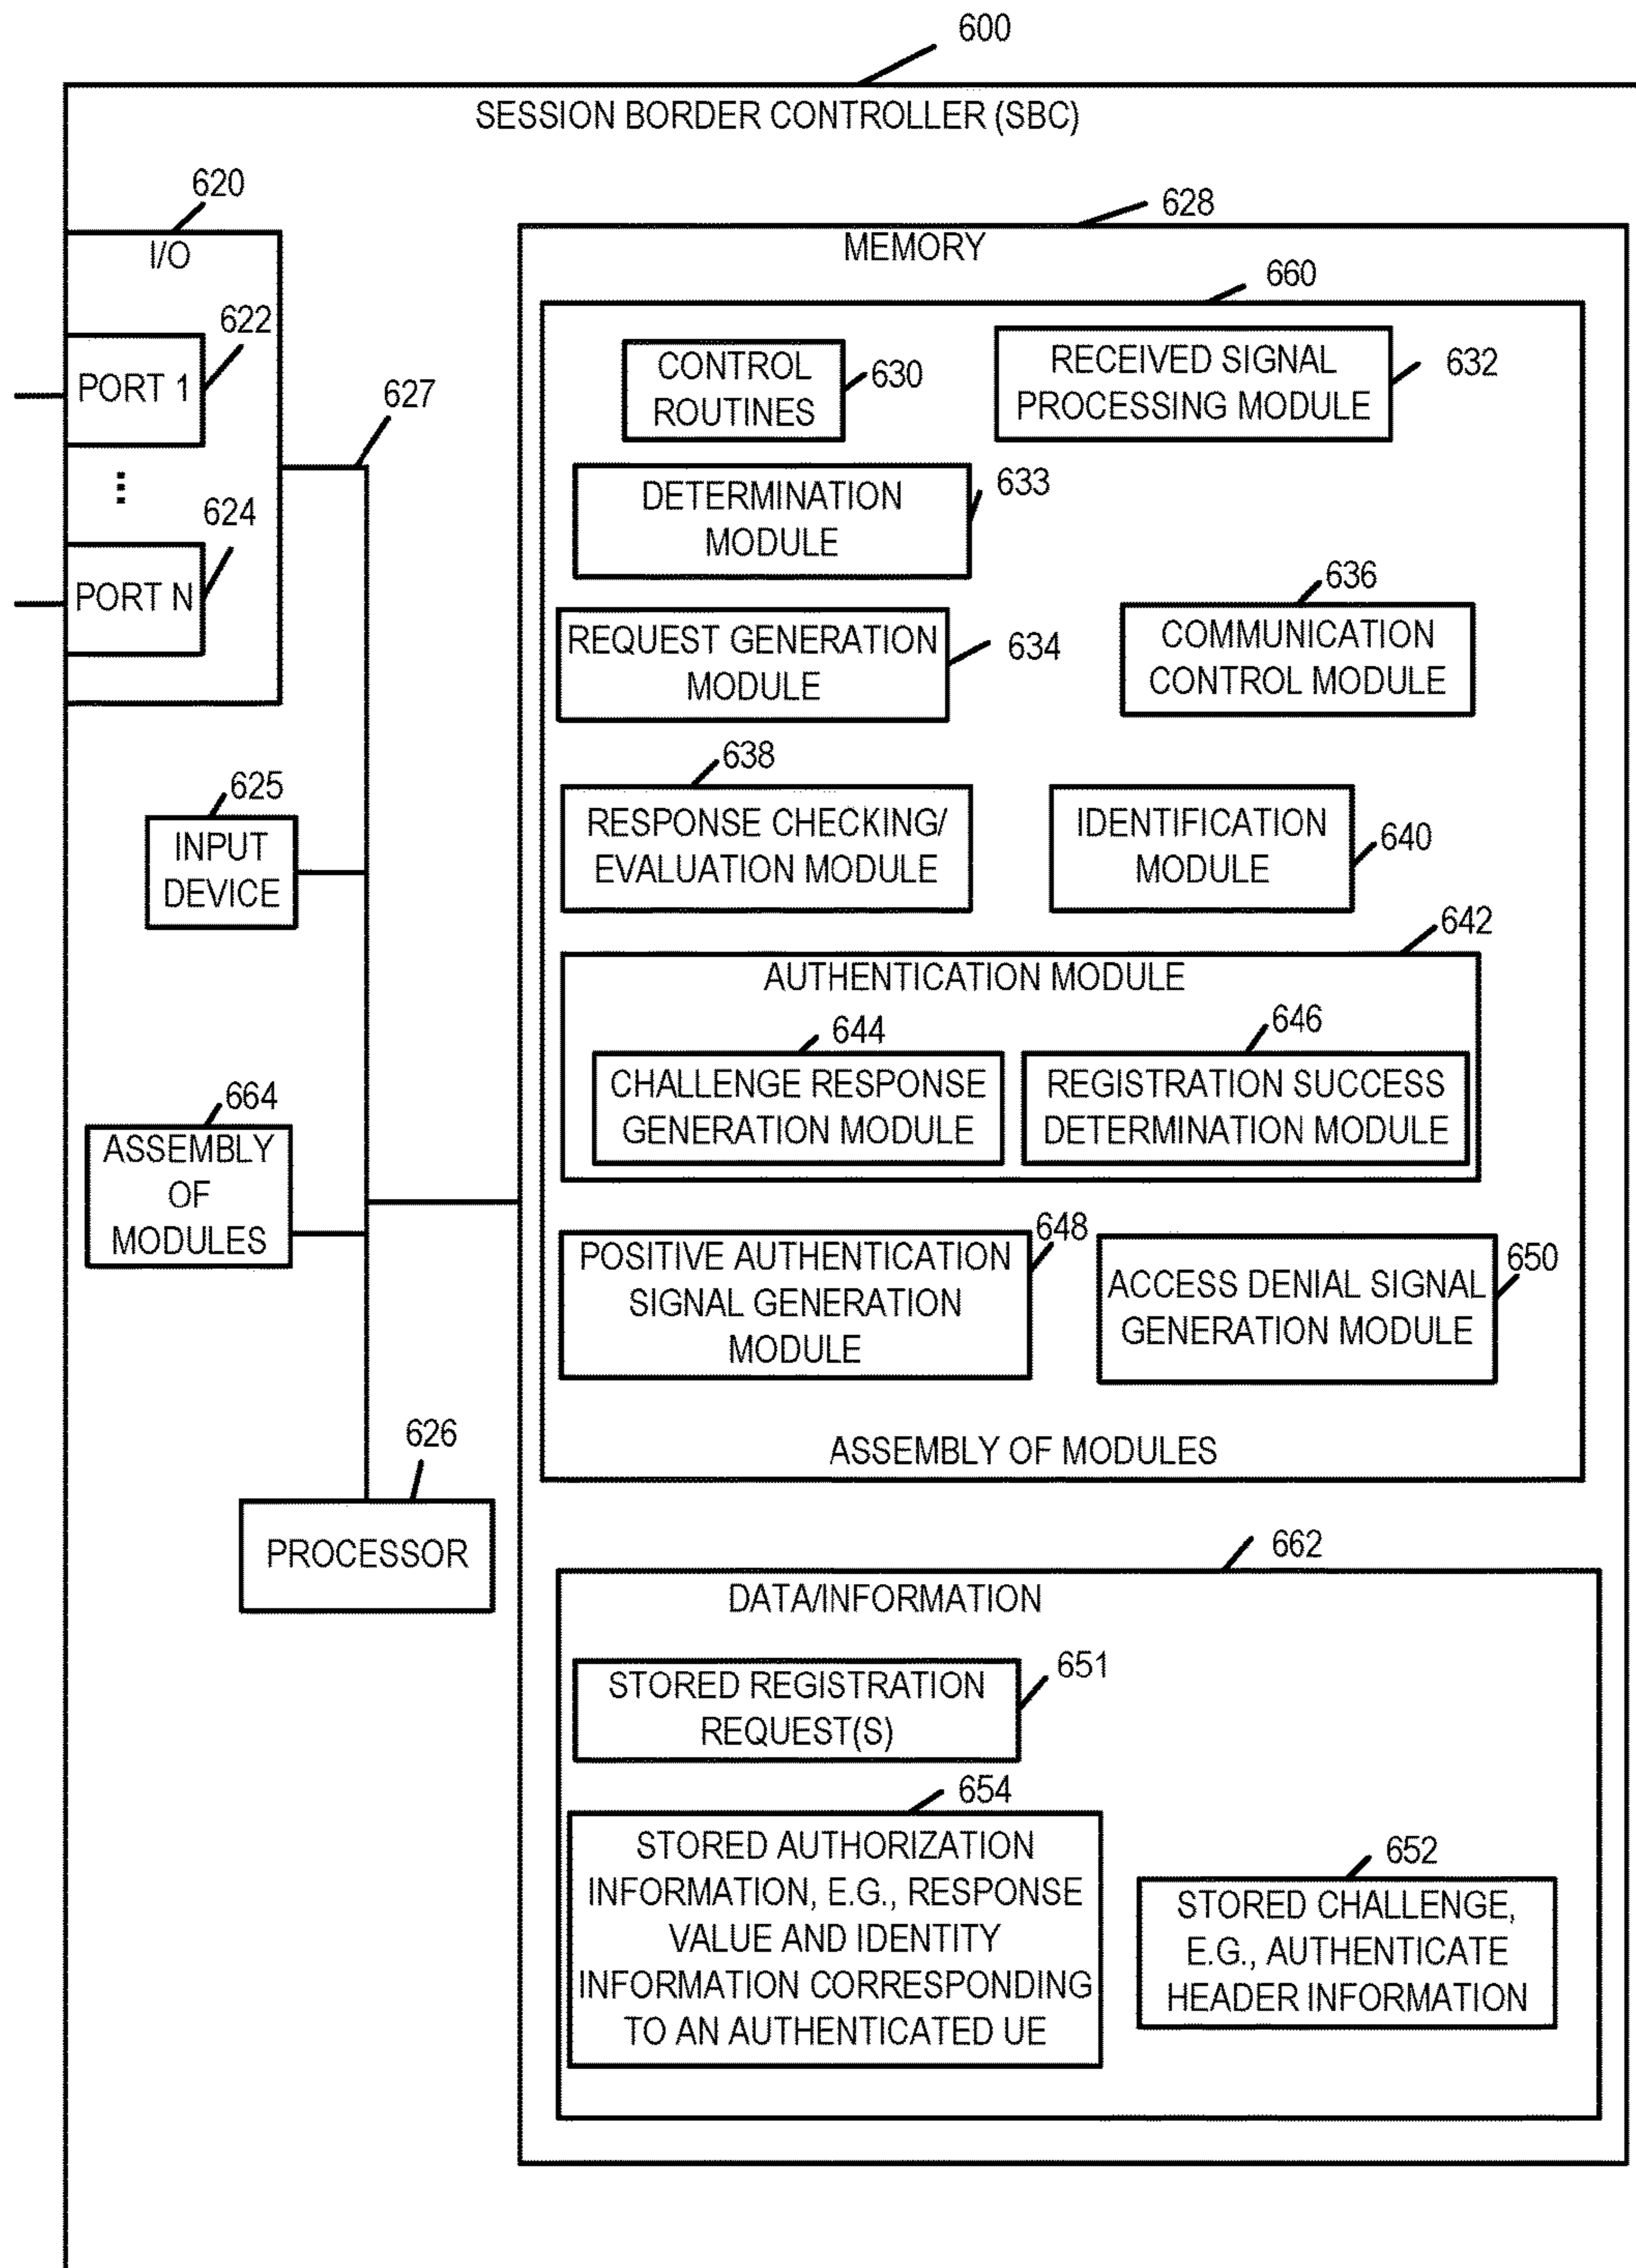 600
SESSION BORDER CONTROLLER (SBC)
620
I/O
622
PORT 1
...
624
PORT N
627
625
INPUT
DEVICE
664
ASSEMBLY
OF
MODULES
626
PROCESSOR
628
MEMORY
660
CONTROL
ROUTINES
630
RECEIVED SIGNAL
PROCESSING MODULE
632
DETERMINATION
MODULE
633
REQUEST GENERATION
MODULE
634
636
COMMUNICATION
CONTROL MODULE
638
RESPONSE CHECKING/
EVALUATION MODULE
IDENTIFICATION
MODULE
640
642
AUTHENTICATION MODULE
644
CHALLENGE RESPONSE
GENERATION MODULE
646
REGISTRATION SUCCESS
DETERMINATION MODULE
648
POSITIVE AUTHENTICATION
SIGNAL GENERATION
MODULE
650
ACCESS DENIAL SIGNAL
GENERATION MODULE
ASSEMBLY OF MODULES
662
DATA/INFORMATION
651
STORED REGISTRATION
REQUEST(S)
654
STORED AUTHORIZATION
INFORMATION, E.G., RESPONSE
VALUE AND IDENTITY
INFORMATION CORRESPONDING
TO AN AUTHENTICATED UE
652
STORED CHALLENGE,
E.G., AUTHENTICATE
HEADER INFORMATION